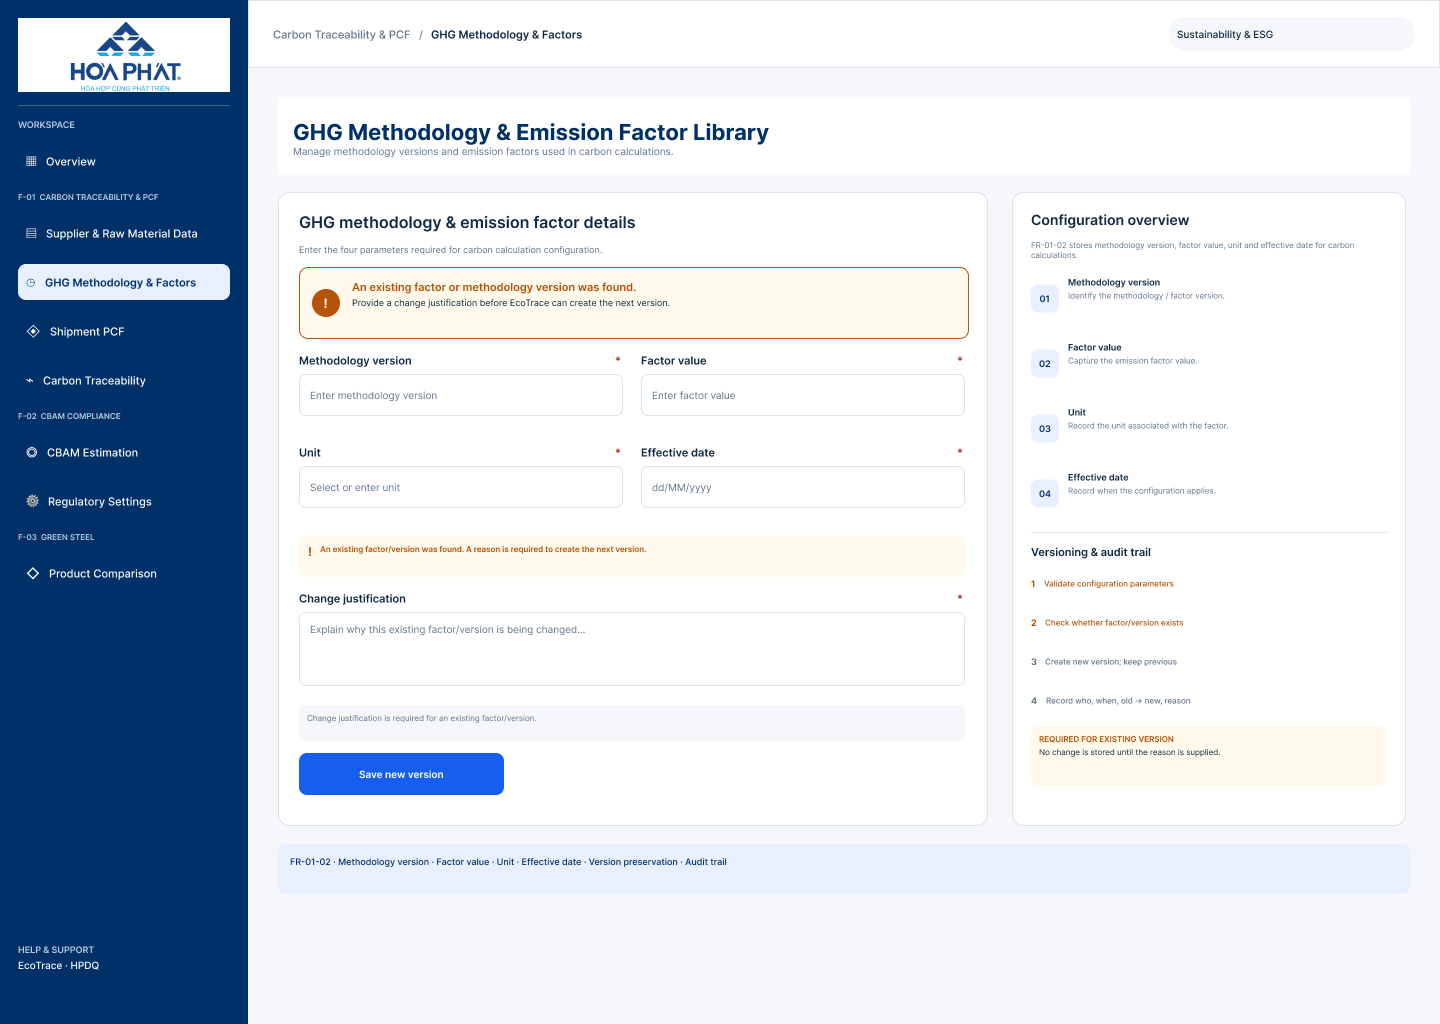 HÒA PHÁT
HÒA HỢP CÙNG PHÁT TRIỂN
WORKSPACE
Overview
F-01 CARBON TRACEABILITY & PCF
Supplier & Raw Material Data
GHG Methodology & Factors
Shipment PCF
Carbon Traceability
F-02 CBAM COMPLIANCE
CBAM Estimation
Regulatory Settings
F-03 GREEN STEEL
Product Comparison
HELP & SUPPORT
EcoTrace · HPDQ
Carbon Traceability & PCF / GHG Methodology & Factors
Sustainability & ESG
GHG Methodology & Emission Factor Library
Manage methodology versions and emission factors used in carbon calculations.
GHG methodology & emission factor details
Enter the four parameters required for carbon calculation configuration.
!
An existing factor or methodology version was found.
Provide a change justification before EcoTrace can create the next version.
Methodology version *
Factor value *
Enter methodology version
Enter factor value
Unit *
Effective date *
Select or enter unit
dd/MM/yyyy
! An existing factor/version was found. A reason is required to create the next version.
Change justification *
Explain why this existing factor/version is being changed...
Change justification is required for an existing factor/version.
Save new version
Configuration overview
FR-01-02 stores methodology version, factor value, unit and effective date for carbon
calculations.
01
Methodology version
Identify the methodology / factor version.
02
Factor value
Capture the emission factor value.
03
Unit
Record the unit associated with the factor.
04
Effective date
Record when the configuration applies.
Versioning & audit trail
1 Validate configuration parameters
2 Check whether factor/version exists
3 Create new version; keep previous
4 Record who, when, old → new, reason
REQUIRED FOR EXISTING VERSION
No change is stored until the reason is supplied.
FR-01-02 · Methodology version · Factor value · Unit · Effective date · Version preservation · Audit trail